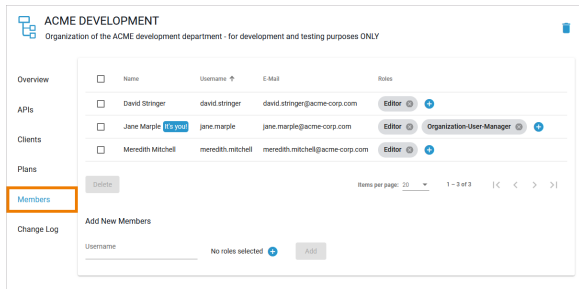 ACME DEVELOPMENT
Organization of the ACME development department - for development and testing purposes ONLY
Overview
APIs
Clients
Plans
Members
Change Log
Name Username E-Mail Roles
David Stringer david.stringer david.stringer@acme-corp.com Editor
Jane Marple It's you! jane.marple jane.marple@acme-corp.com Editor Organization-User-Manager
Meredith Mitchell meredith.mitchell meredith.mitchell@acme-corp.com Editor
Delete Items per page: 20 1 – 3 of 3
Add New Members
Username No roles selected Add